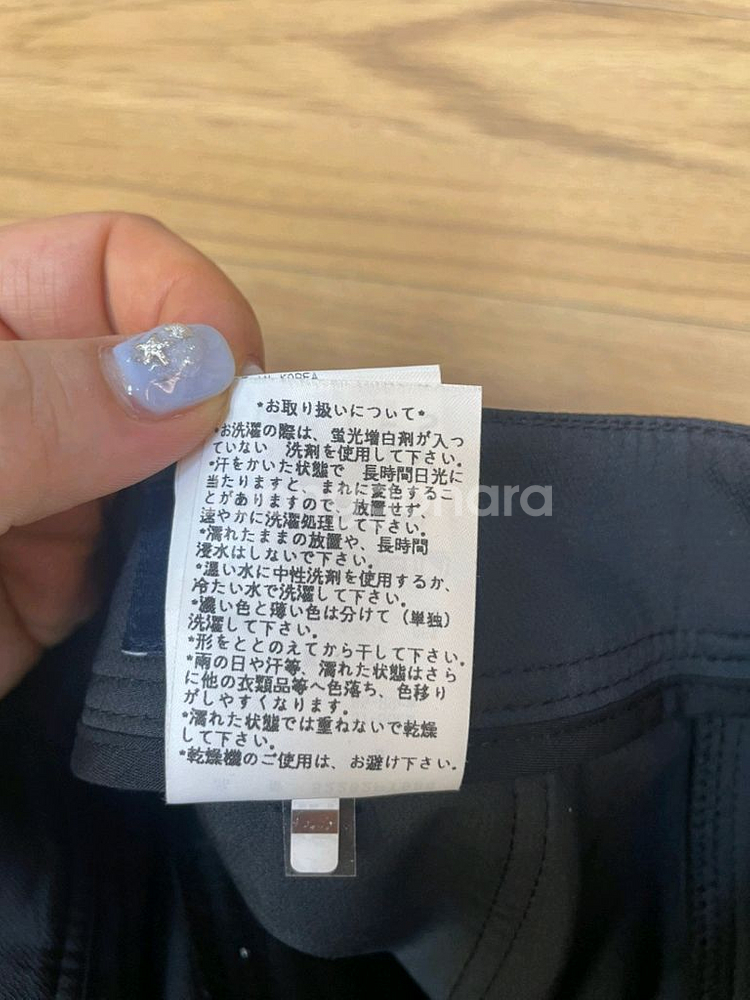 KOREA
*お取り扱いについて*
*お洗濯の際は、蛍光増白剤が入っ
ていない 洗剤を使用して下さい。
*汗をかいた状態で 長時間日光に
当たりますと、まれに変色するこ
とがありますので、放置せず、
速やかに洗濯処理して下さい。
*濡れたままの放置や、長時間
浸水はしないで下さい。
*温い水に中性洗剤を使用するか、
冷たい水で洗濯して下さい。
*濃い色と薄い色は分けて（単独）
洗濯して下さい。
*形をととのえてから干して下さい。
*雨の日や汗等、濡れた状態はさら
に他の衣類品等へ色落ち、色移り
がしやすくなります。
*濡れた状態では重ねないで乾燥
して下さい。
*乾燥機のご使用は、お避け下さい。